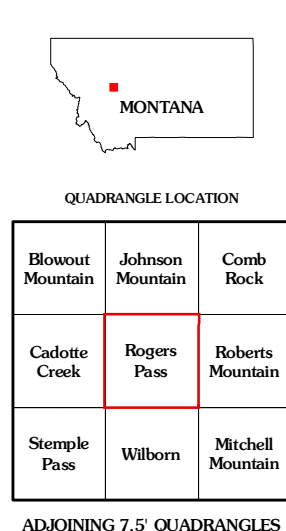 MONTANA
QUADRANGLE LOCATION
Blowout
Mountain
Johnson
Mountain
Comb
Rock
Cadotte
Creek
Rogers
Pass
Roberts
Mountain
Stemple
Pass
Wilborn
Mitchell
Mountain
ADJOINING 7.5' QUADRANGLES